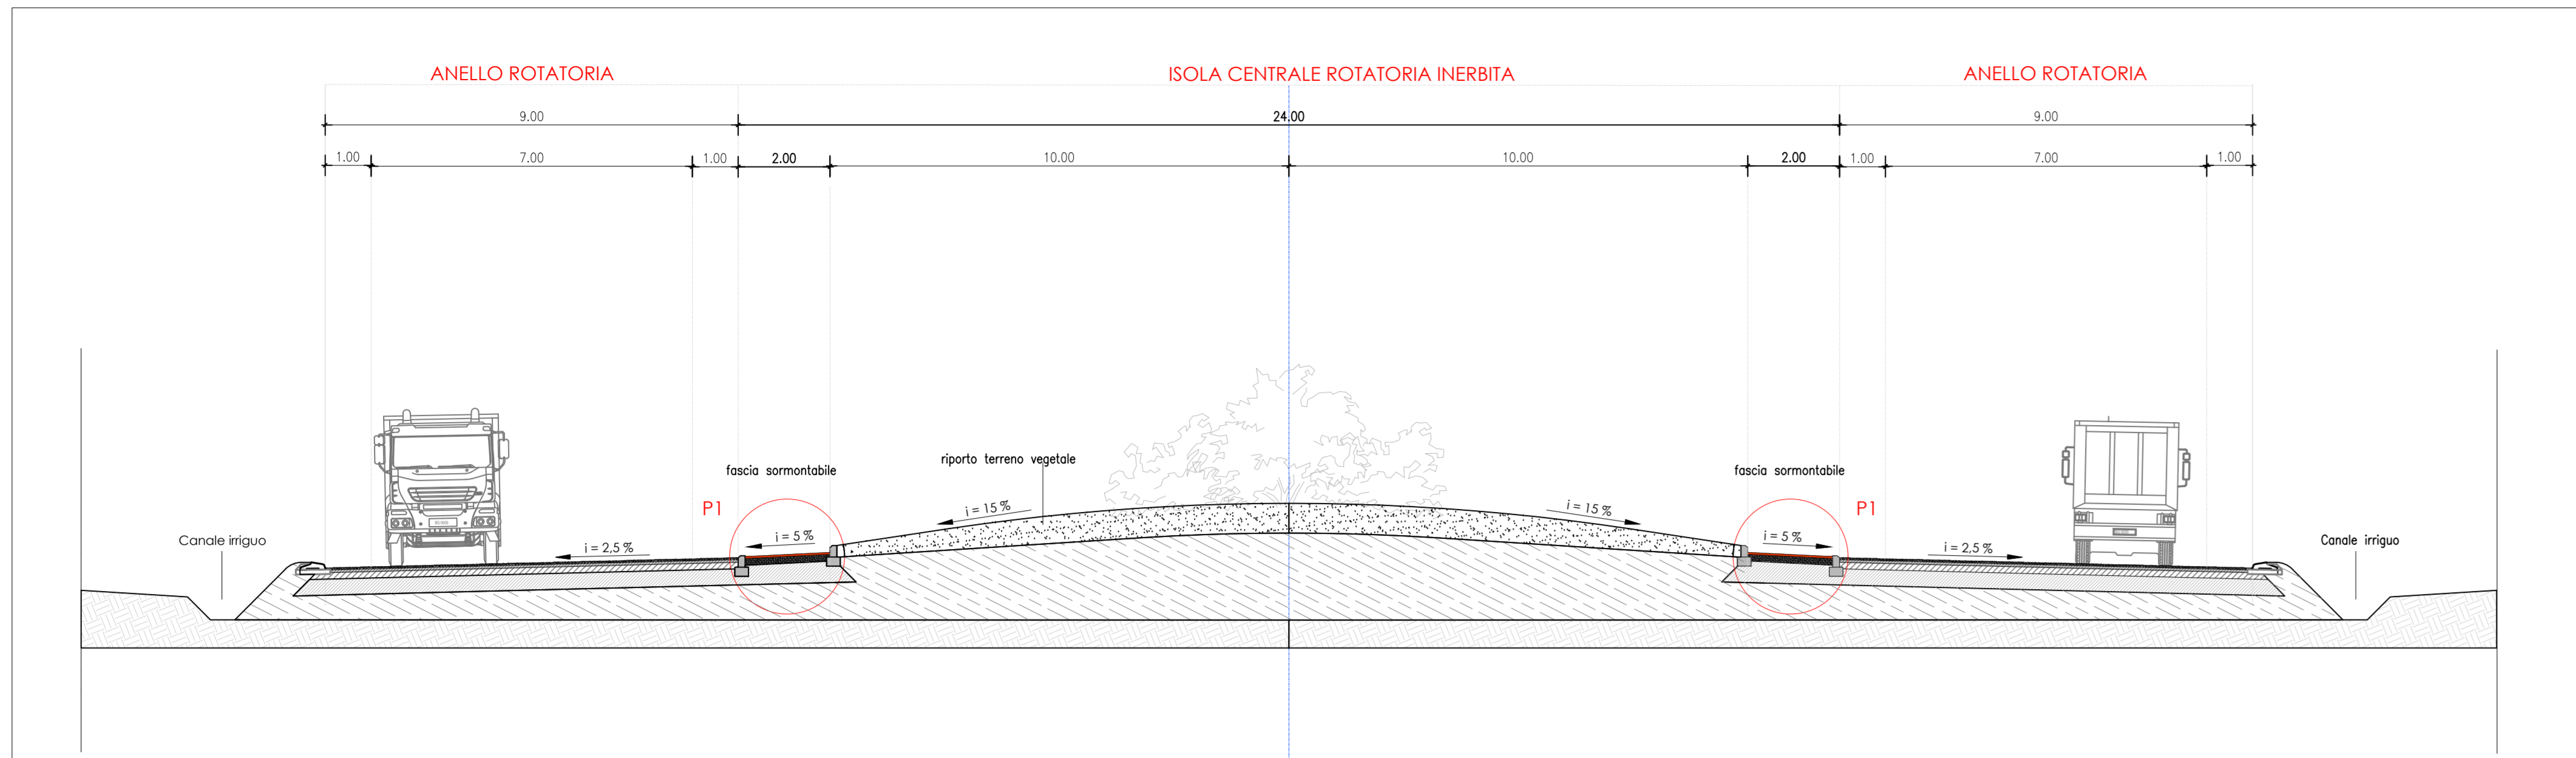 ANELLO ROTATORIA
ISOLA CENTRALE ROTATORIA INERBITA
ANELLO ROTATORIA
9.00
24.00
9.00
1.00
7.00
1.00
2.00
10.00
10.00
2.00
1.00
7.00
1.00
riporto terreno vegetale
fascia sormontabile
fascia sormontabile
P1
P1
i = 15 %
i = 15 %
i = 5 %
i = 5 %
i = 2,5 %
i = 2,5 %
Canale irriguo
Canale irriguo